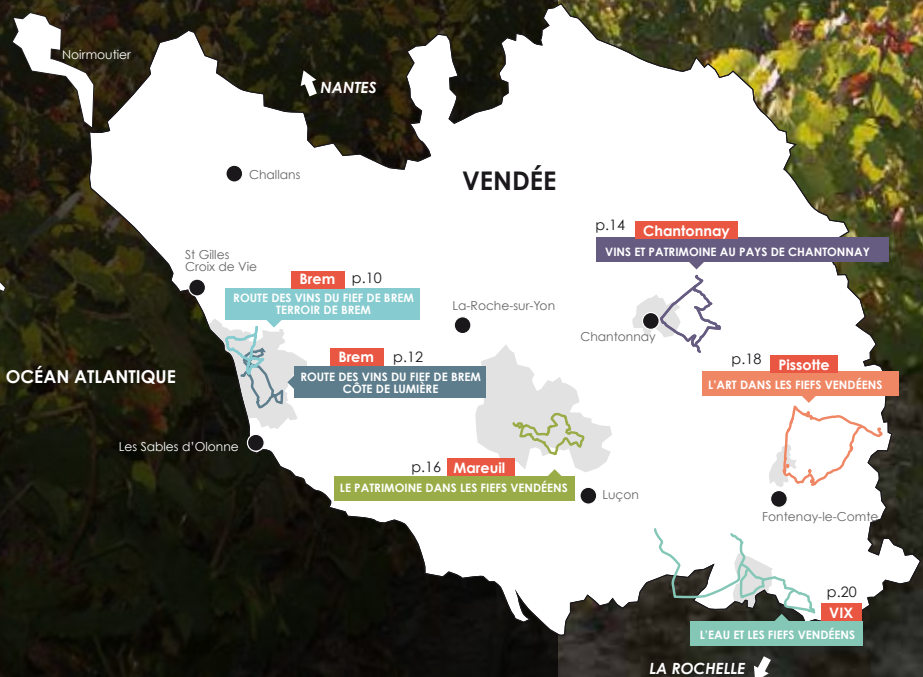 Noirmoutier
NANTES
Challans
VENDÉE
p.14 Chantonnay
VINS ET PATRIMOINE AU PAYS DE CHANTONNAY
St Gilles
Croix de Vie
Brem p.10
ROUTE DES VINS DU FIEF DE BREM
TERROIR DE BREM
La-Roche-sur-Yon
Chantonnay
Brem p.12
ROUTE DES VINS DU FIEF DE BREM
CÔTE DE LUMIÈRE
OCÉAN ATLANTIQUE
p.18 Pissotte
L'ART DANS LES FIEFS VENDÉENS
Les Sables d'Olonne
p.16 Mareuil
LE PATRIMOINE DANS LES FIEFS VENDÉENS
Luçon
Fontenay-le-Comte
p.20
VIX
L'EAU ET LES FIEFS VENDÉENS
LA ROCHELLE